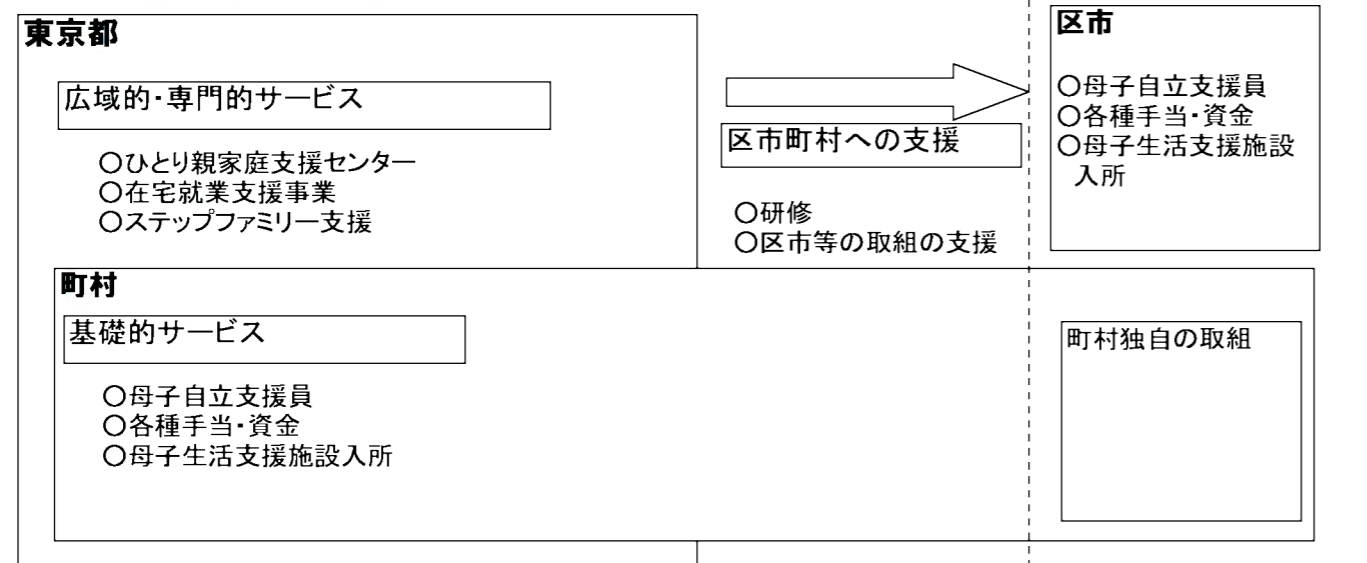 東京都
広域的・専門的サービス
○ひとり親家庭支援センター
○在宅就業支援事業
○ステップファミリー支援
区市町村への支援
○研修
○区市等の取組の支援
区市
○母子自立支援員
○各種手当・資金
○母子生活支援施設
入所
町村
基礎的サービス
○母子自立支援員
○各種手当・資金
○母子生活支援施設入所
町村独自の取組